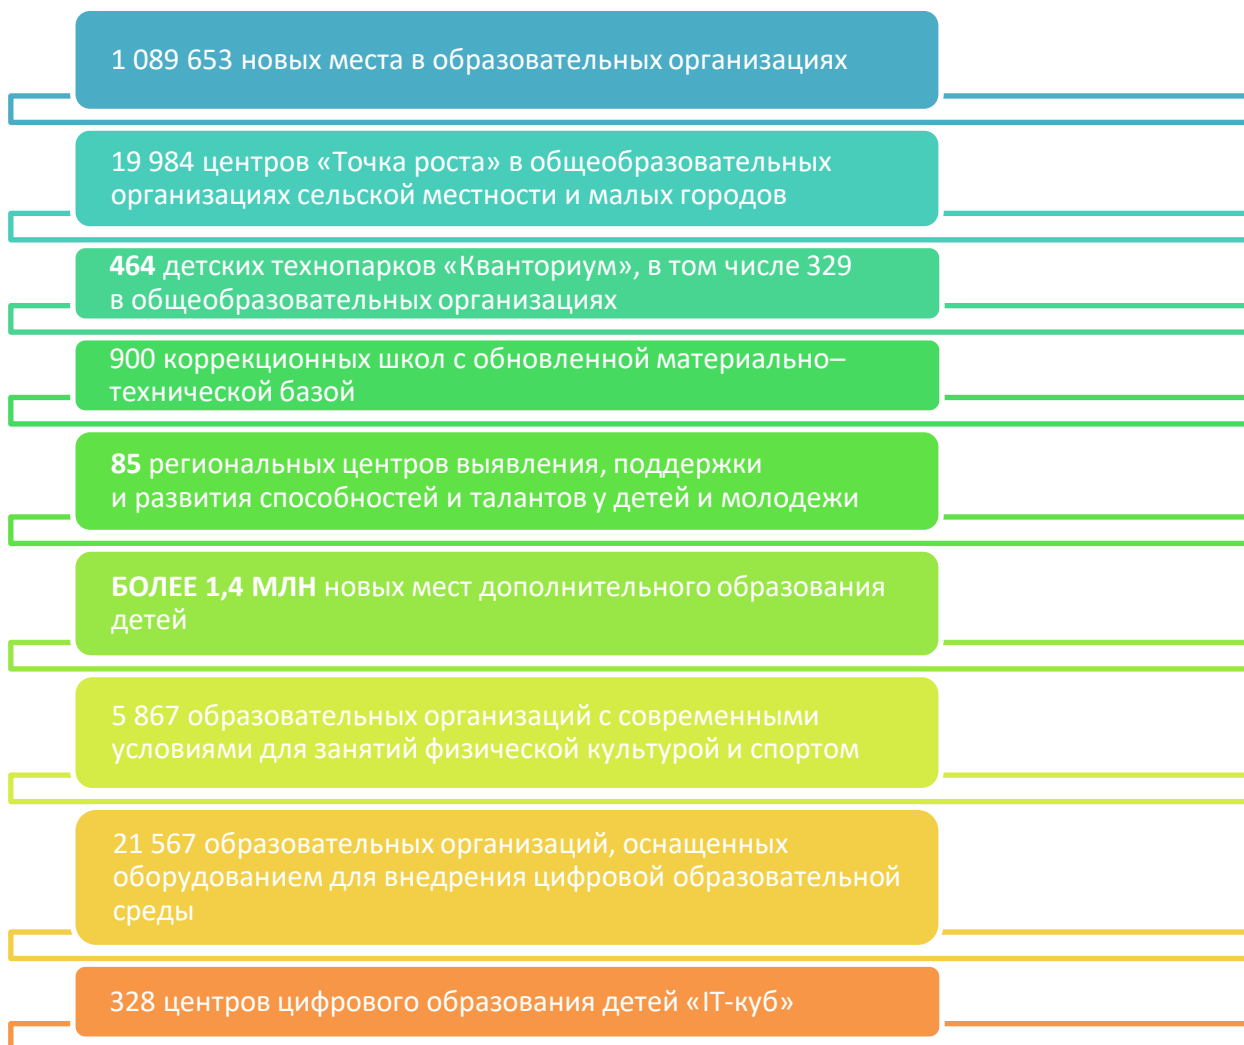 1 089 653 новых места в образовательных организациях
19 984 центров «Точка роста» в общеобразовательных
организациях сельской местности и малых городов
464 детских технопарков «Кванториум», в том числе 329
в общеобразовательных организациях
900 коррекционных школ с обновленной материально–
технической базой
85 региональных центров выявления, поддержки
и развития способностей и талантов у детей и молодежи
БОЛЕЕ 1,4 МЛН новых мест дополнительного образования
детей
5 867 образовательных организаций с современными
условиями для занятий физической культурой и спортом
21 567 образовательных организаций, оснащенных
оборудованием для внедрения цифровой образовательной
среды
328 центров цифрового образования детей «IT-куб»